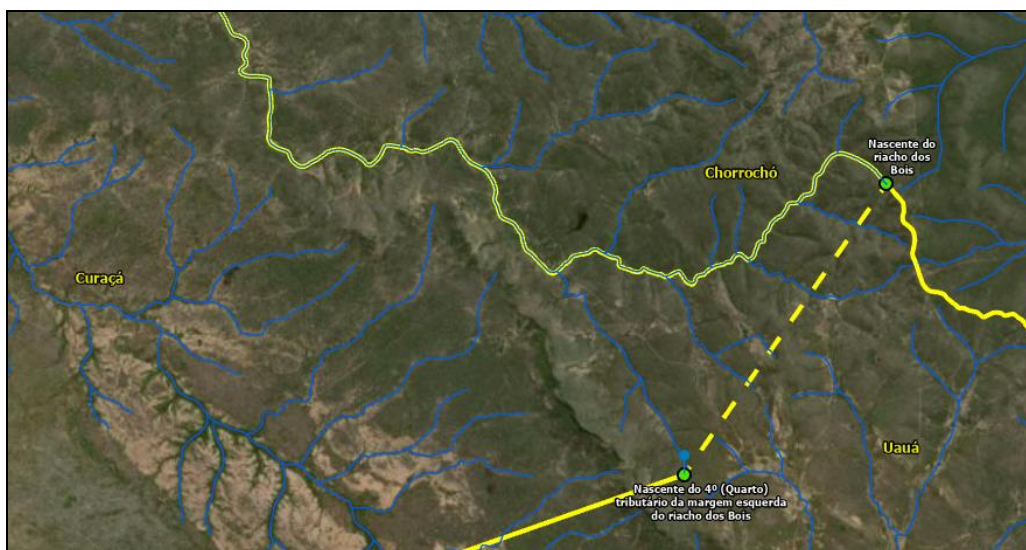 Nascente do
riacho dos
Bois
Chorrochó
Curaçá
Uauá
Nascente do 4º (Quarto)
tributário da margem esquerda
do riacho dos Bois